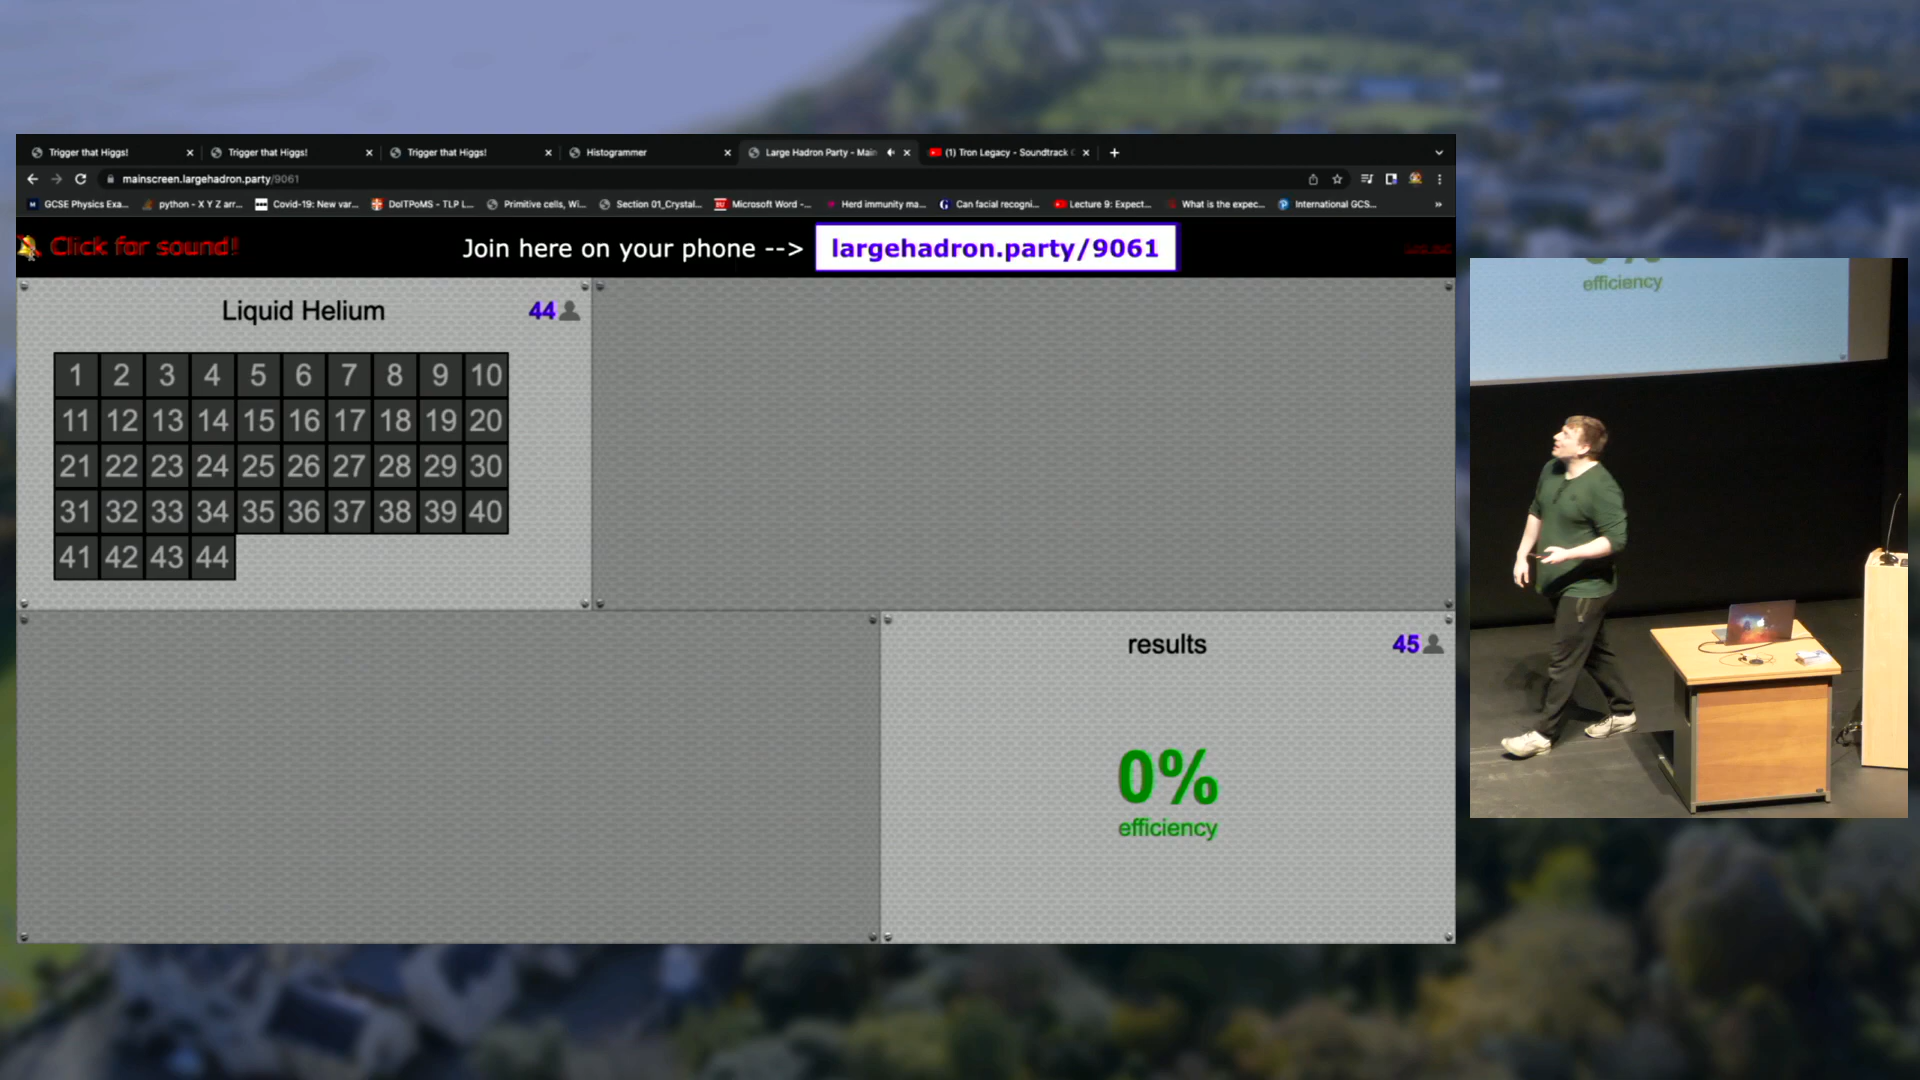 Trigger that Higgs!
Trigger that Higgs!
Trigger that Higgs!
Histogrammer
Large Hadron Party - Main
(1) Tron Legacy - Soundtrack
mainscreen.largehadron.party/9061
GCSE Physics Exa...
python - X Y Z arr...
Covid-19: New var...
DoITPoMS - TLP L...
Primitive cells, Wi...
Section 01_Crystal...
Microsoft Word -...
Herd immunity ma...
Can facial recogni...
Lecture 9: Expect...
What is the expec...
International GCS...
Click for sound!
Join here on your phone -->
largehadron.party/9061
Liquid Helium
44
1 2 3 4 5 6 7 8 9 10
11 12 13 14 15 16 17 18 19 20
21 22 23 24 25 26 27 28 29 30
31 32 33 34 35 36 37 38 39 40
41 42 43 44
results
45
0%
efficiency
efficiency